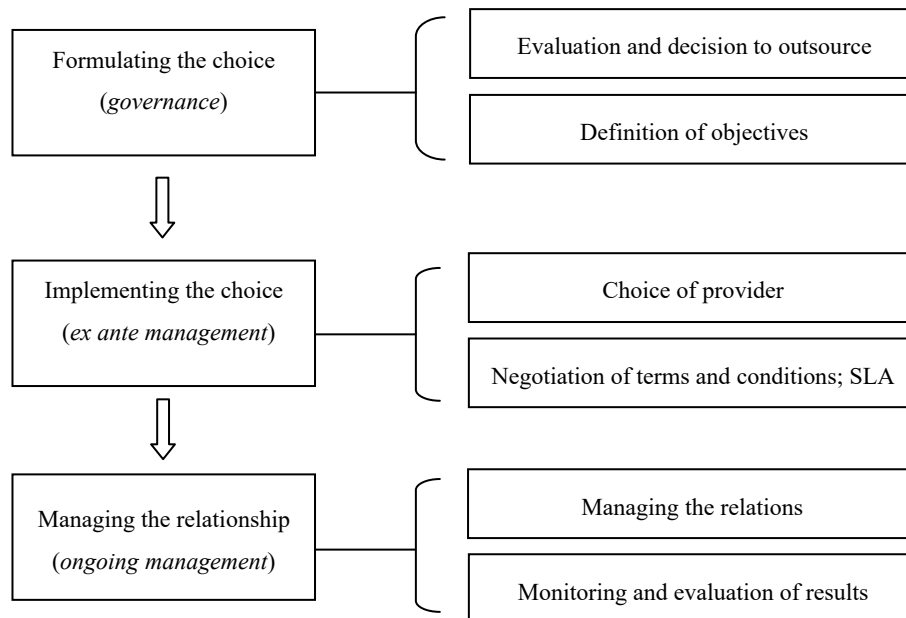 Formulating the choice
(governance)
Evaluation and decision to outsource
Definition of objectives
Implementing the choice
(ex ante management)
Choice of provider
Negotiation of terms and conditions; SLA
Managing the relationship
(ongoing management)
Managing the relations
Monitoring and evaluation of results